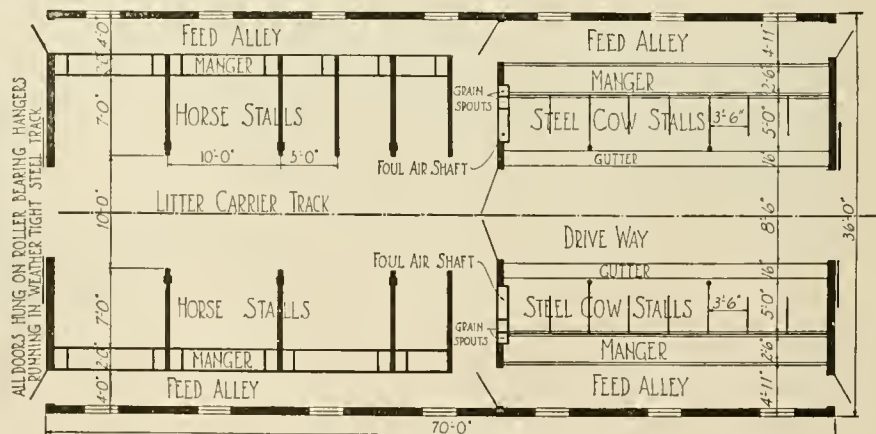 ALL DOORS HUNG ON ROLLER BEARING HANGERS
RUNNING IN WEATHER TIGHT STEEL TRACK
4'-0"
FEED ALLEY
FEED ALLEY
4'-11"
MANGER
MANGER
2'-6"
GRAIN
SPOUTS
7'-0"
HORSE STALLS
STEEL COW STALLS
3'-6"
5'-0"
10'-0"
5'-0"
FOUL AIR SHAFT
GUTTER
16"
10'-0"
LITTER CARRIER TRACK
8'-6"
36'-0"
DRIVE WAY
FOUL AIR SHAFT
GUTTER
16"
7'-0"
HORSE STALLS
STEEL COW STALLS
3'-6"
5'-0"
GRAIN
SPOUTS
2'-0"
MANGER
MANGER
2'-6"
4'-0"
FEED ALLEY
FEED ALLEY
4'-11"
70'-0"